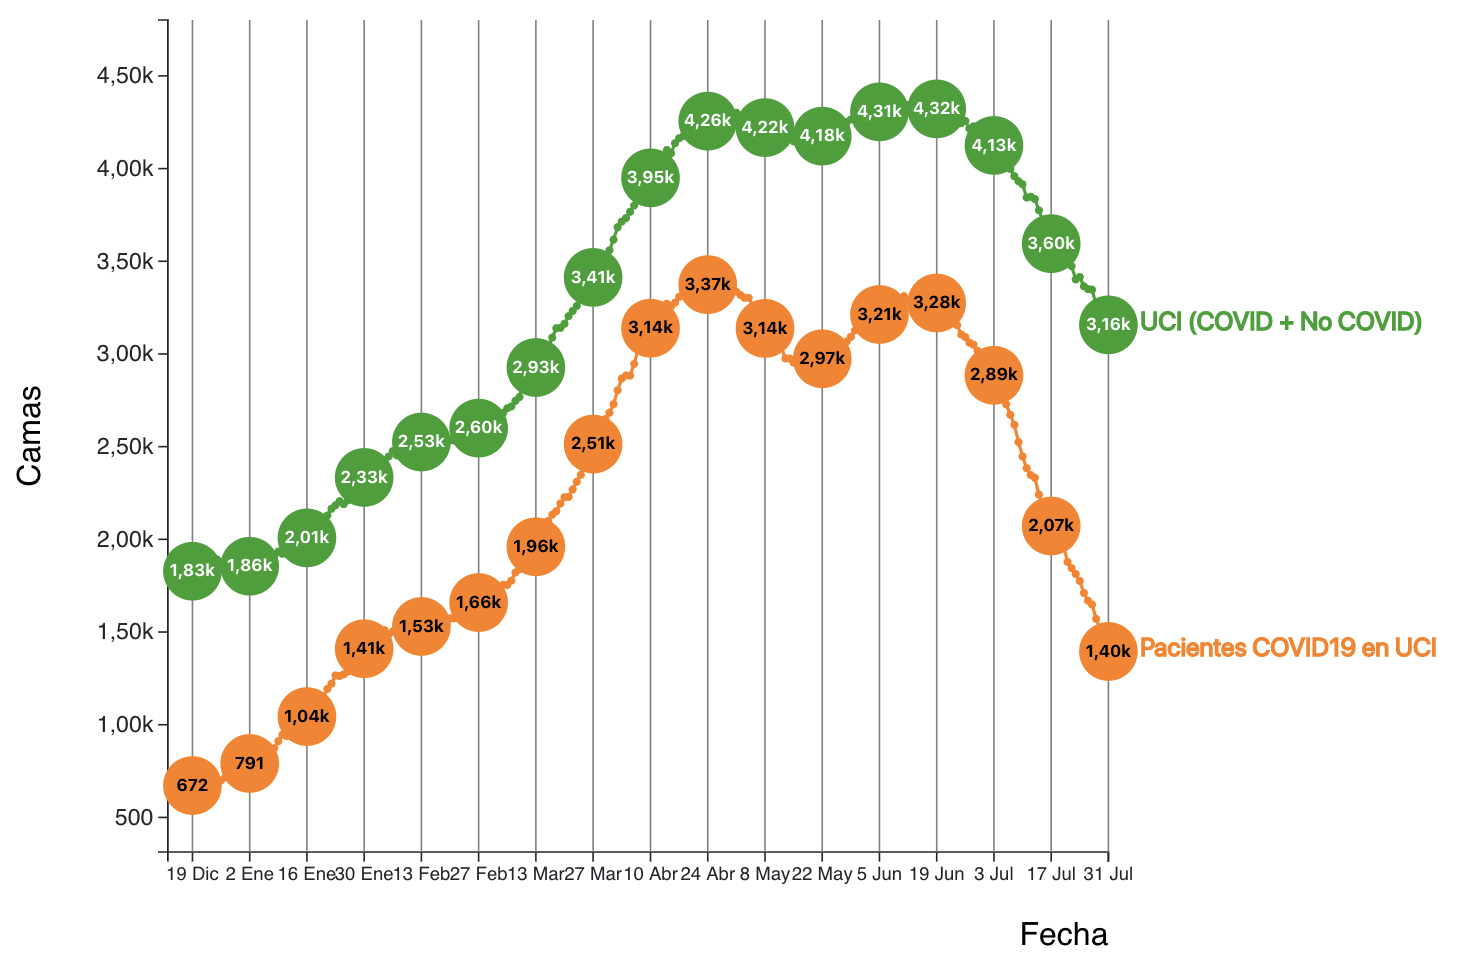 4,50k
4,00k
3,50k
3,00k
2,50k
2,00k
1,50k
1,00k
500
Camas
1,83k 1,86k 2,01k 2,33k 2,53k 2,60k 2,93k 3,41k 3,95k 4,26k 4,22k 4,18k 4,31k 4,32k 4,13k 3,60k 3,16k UCI (COVID + No COVID)
672 791 1,04k 1,41k 1,53k 1,66k 1,96k 2,51k 3,14k 3,37k 3,14k 2,97k 3,21k 3,28k 2,89k 2,07k 1,40k Pacientes COVID19 en UCI
19 Dic 2 Ene 16 Ene 30 Ene 13 Feb 27 Feb 13 Mar 27 Mar 10 Abr 24 Abr 8 May 22 May 5 Jun 19 Jun 3 Jul 17 Jul 31 Jul
Fecha